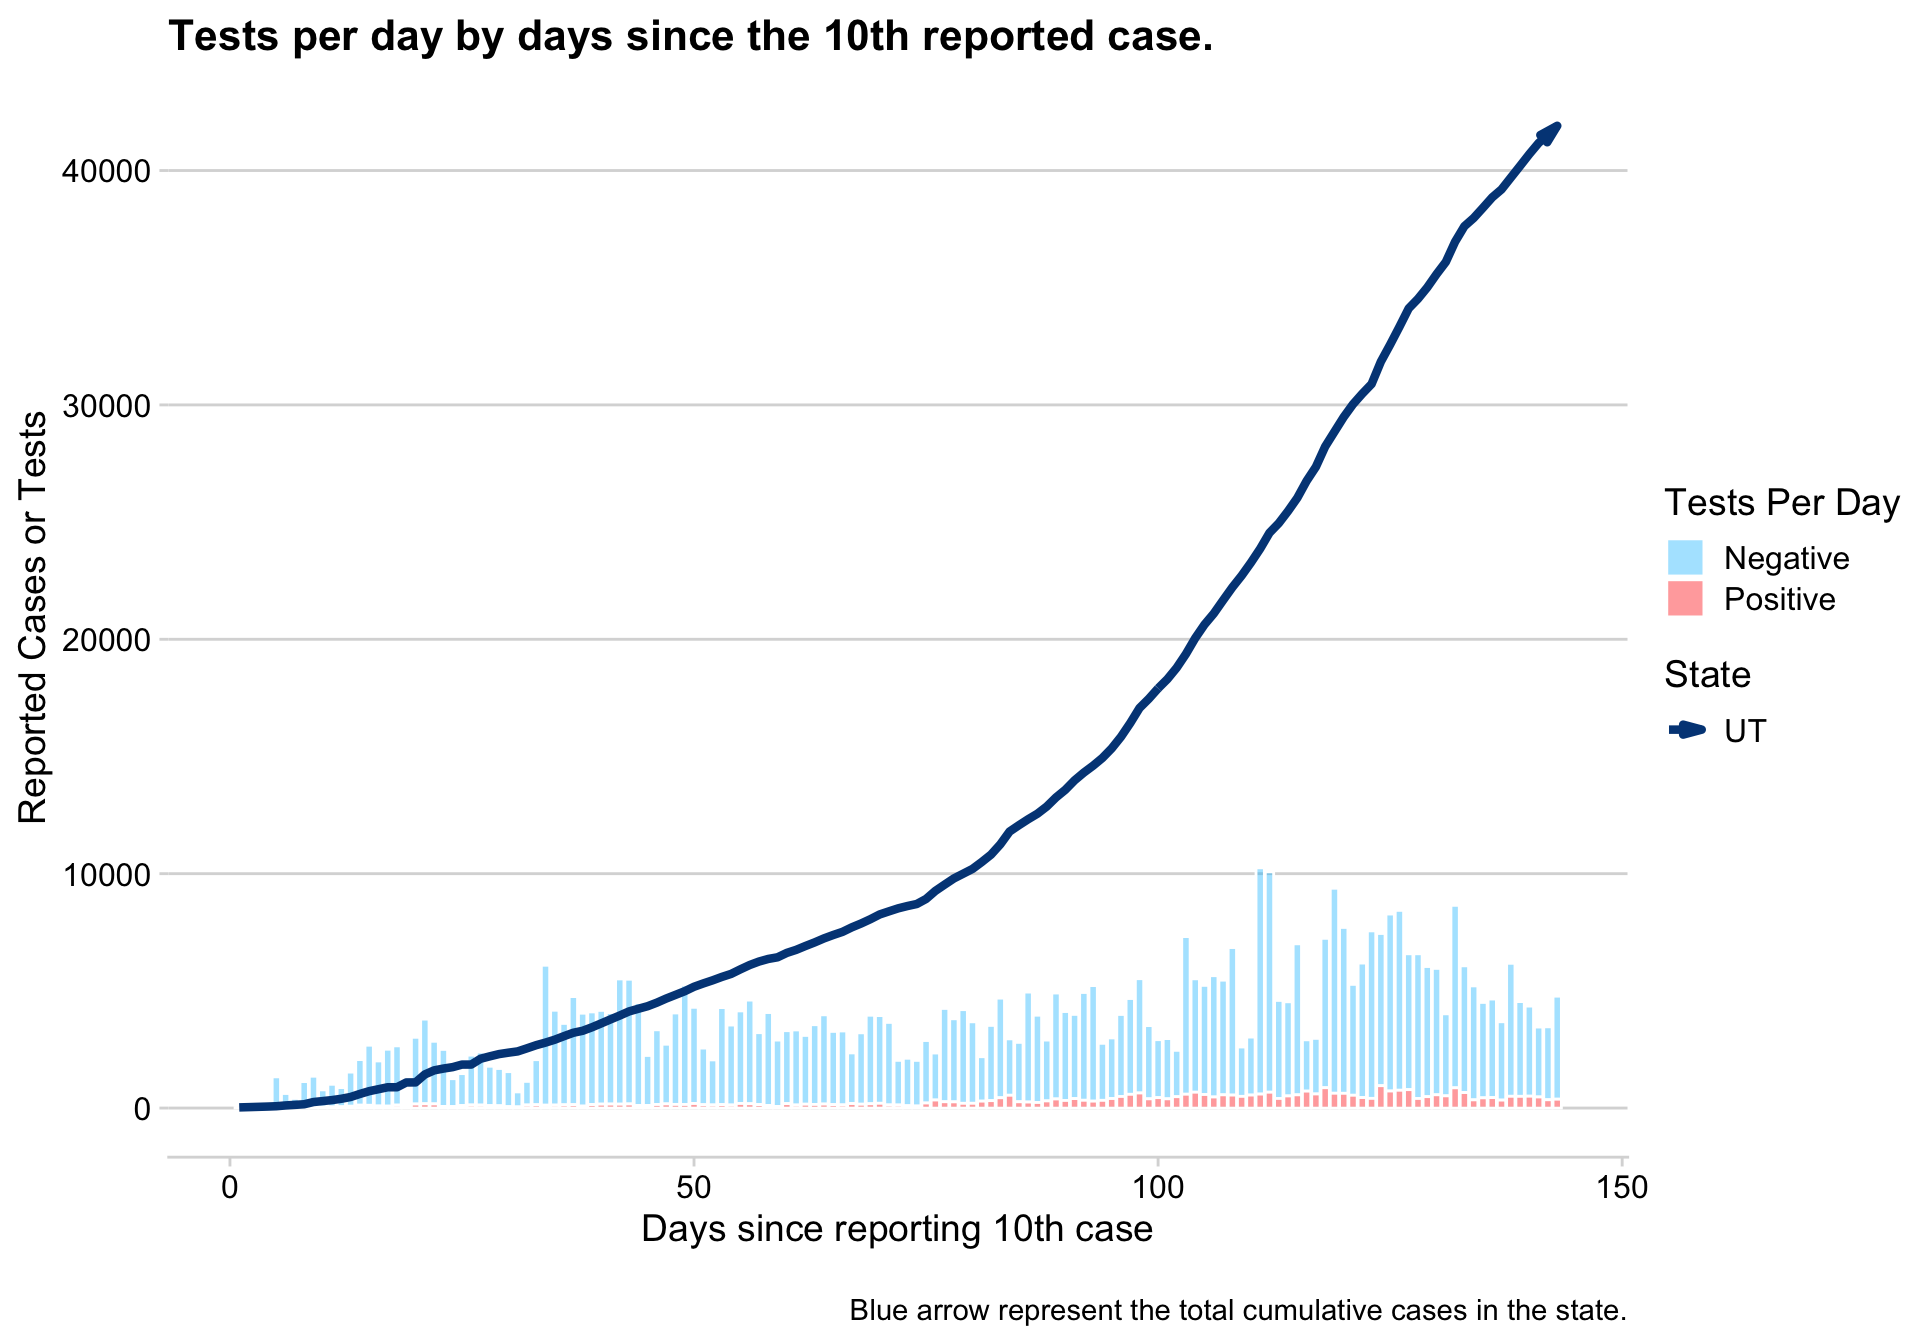 Tests per day by days since the 10th reported case.
40000
30000
20000
10000
0
Reported Cases or Tests
0 50 100 150
Days since reporting 10th case
Tests Per Day
Negative
Positive
State
UT
Blue arrow represent the total cumulative cases in the state.